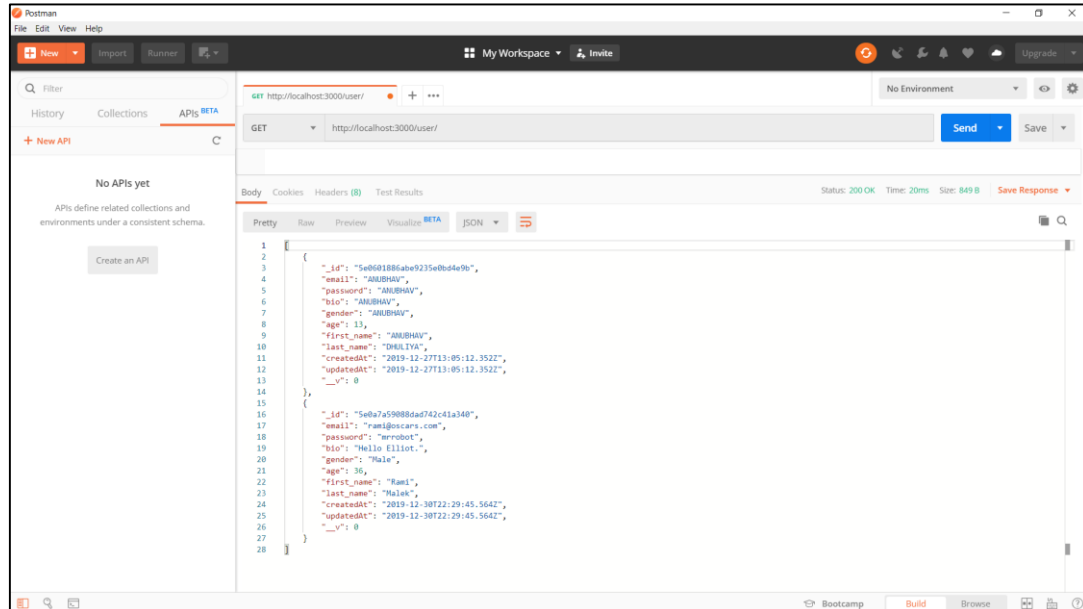 Postman
File Edit View Help
New Import Runner My Workspace Invite Upgrade
Filter
History Collections APIs BETA
+ New API
No APIs yet
APIs define related collections and
environments under a consistent schema.
Create an API
GET http://localhost:3000/user/ + ••• No Environment
GET http://localhost:3000/user/ Send Save
Body Cookies Headers (8) Test Results Status: 200 OK Time: 20ms Size: 849 B Save Response
Pretty Raw Preview Visualize BETA JSON
1 [
2 {
3 "_id": "5e0601886abe9235e0bd4e9b",
4 "email": "ANUBHAV",
5 "password": "ANUBHAV",
6 "bio": "ANUBHAV",
7 "gender": "ANUBHAV",
8 "age": 13,
9 "first_name": "ANUBHAV",
10 "last_name": "DHULIYA",
11 "createdAt": "2019-12-27T13:05:12.352Z",
12 "updatedAt": "2019-12-27T13:05:12.352Z",
13 "__v": 0
14 },
15 {
16 "_id": "5e0a7a59088dad742c41a340",
17 "email": "rami@oscars.com",
18 "password": "mrrobot",
19 "bio": "Hello Elliot.",
20 "gender": "Male",
21 "age": 36,
22 "first_name": "Rami",
23 "last_name": "Malek",
24 "createdAt": "2019-12-30T22:29:45.564Z",
25 "updatedAt": "2019-12-30T22:29:45.564Z",
26 "__v": 0
27 }
28 ]
Bootcamp Build Browse